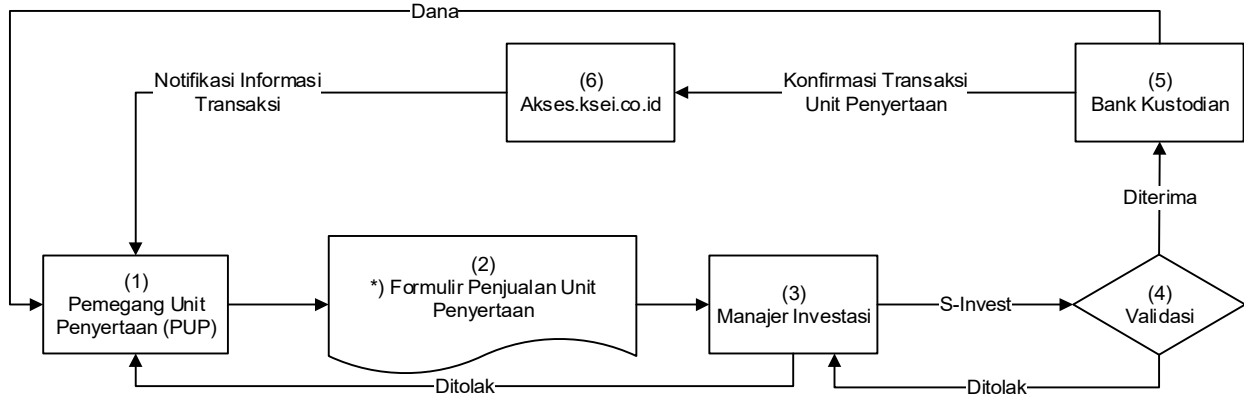 Dana
Notifikasi Informasi
Transaksi
(6)
Akses.ksei.co.id
Konfirmasi Transaksi
Unit Penyertaan
(5)
Bank Kustodian
Diterima
(1)
Pemegang Unit
Penyertaan (PUP)
(2)
*) Formulir Penjualan Unit
Penyertaan
(3)
Manajer Investasi
S-Invest
(4)
Validasi
Ditolak
Ditolak